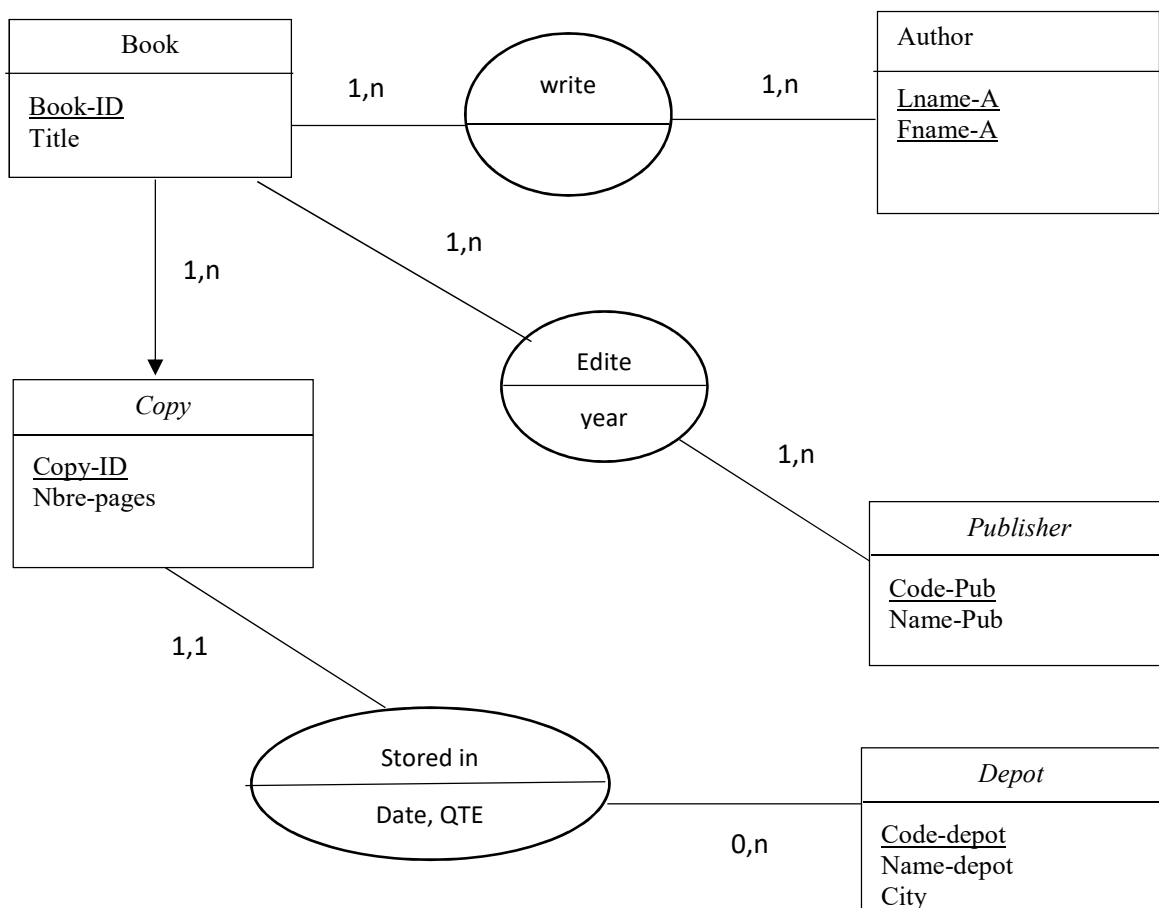 Book
Book-ID
Title
1,n
write
1,n
Author
Lname-A
Fname-A
1,n
1,n
Edite
year
1,n
Copy
Copy-ID
Nbre-pages
Publisher
Code-Pub
Name-Pub
1,1
Stored in
Date, QTE
0,n
Depot
Code-depot
Name-depot
City